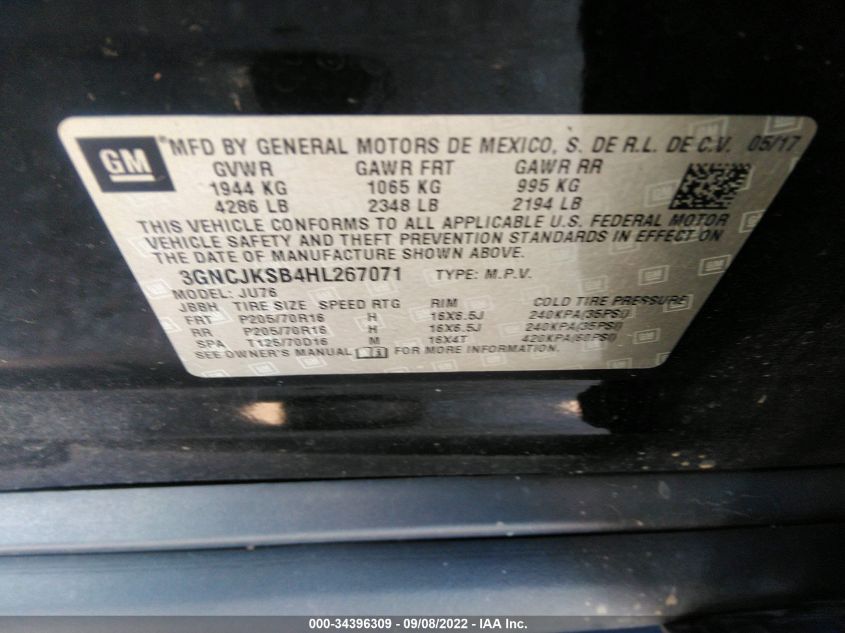 GM
MFD BY GENERAL MOTORS DE MEXICO, S. DE R.L. DE C.V. 05/17
GVWR GAWR FRT GAWR RR
1944 KG 1065 KG 995 KG
4286 LB 2348 LB 2194 LB
THIS VEHICLE CONFORMS TO ALL APPLICABLE U.S. FEDERAL MOTOR
VEHICLE SAFETY AND THEFT PREVENTION STANDARDS IN EFFECT ON
THE DATE OF MANUFACTURE SHOWN ABOVE.
3GNCJKSB4HL267071 TYPE: M.P.V.
MODEL: JU76
JBBH TIRE SIZE SPEED RTG RIM COLD TIRE PRESSURE
FRT P205/70R16 H 16X6.5J 240KPA(35PSI)
RR P205/70R16 H 16X6.5J 240KPA(35PSI)
SPA T125/70D16 M 16X4T 420KPA(60PSI)
SEE OWNER'S MANUAL FOR MORE INFORMATION.
000-34396309 - 09/08/2022 - IAA Inc.